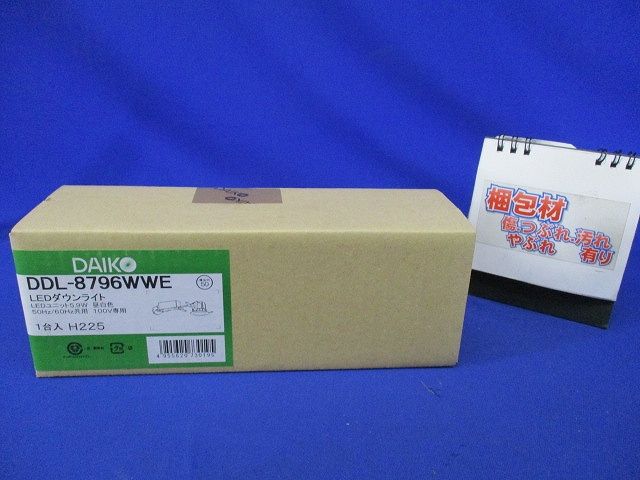 DAIKO
DDL-8796WWE
LEDダウンライト
LEDユニット5.9W 昼白色
50Hz/60Hz共用 100V専用
1台入 H225
梱包材
傷.つぶれ.汚れ
やぶれ 有り